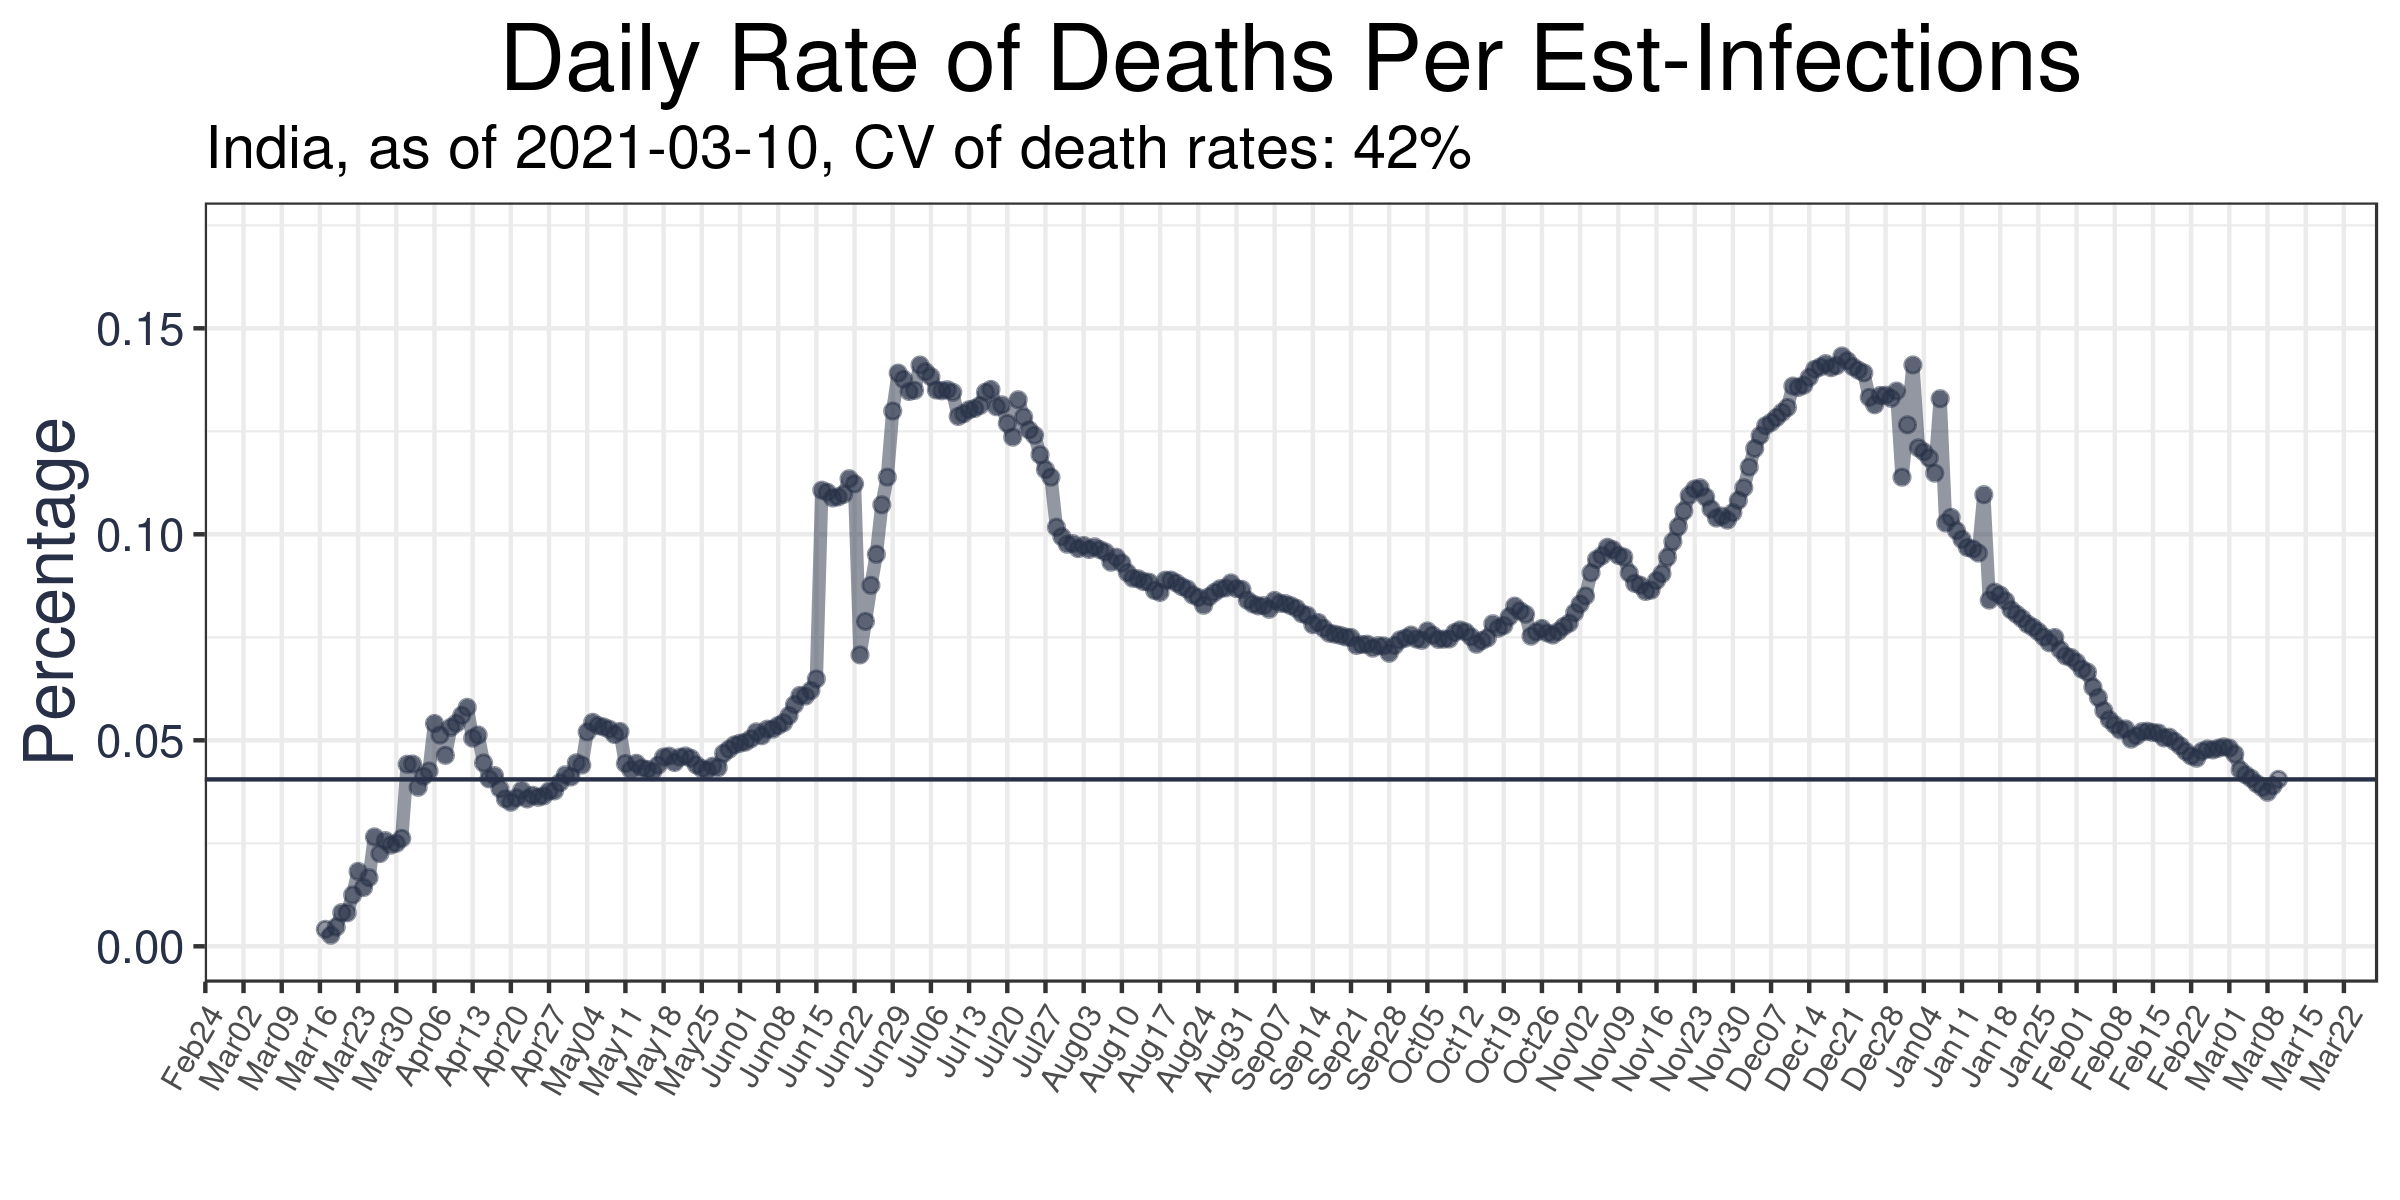 Daily Rate of Deaths Per Est-Infections
India, as of 2021-03-10, CV of death rates: 42%
Percentage
0.15
0.10
0.05
0.00
Feb24
Mar02
Mar09
Mar16
Mar23
Mar30
Apr06
Apr13
Apr20
Apr27
May04
May11
May18
May25
Jun01
Jun08
Jun15
Jun22
Jun29
Jul06
Jul13
Jul20
Jul27
Aug03
Aug10
Aug17
Aug24
Aug31
Sep07
Sep14
Sep21
Sep28
Oct05
Oct12
Oct19
Oct26
Nov02
Nov09
Nov16
Nov23
Nov30
Dec07
Dec14
Dec21
Dec28
Jan04
Jan11
Jan18
Jan25
Feb01
Feb08
Feb15
Feb22
Mar01
Mar08
Mar15
Mar22